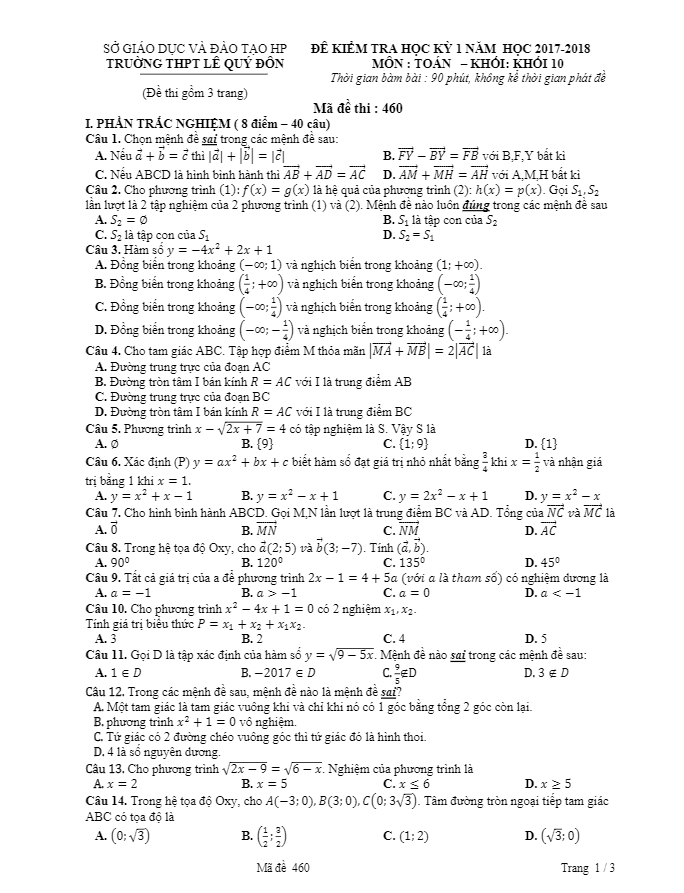 SỞ GIÁO DỤC VÀ ĐÀO TẠO HP
TRƯỜNG THPT LÊ QUÝ ĐÔN
(Đề thi gồm 3 trang)
ĐỀ KIỂM TRA HỌC KỲ 1 NĂM HỌC 2017-2018
MÔN : TOÁN – KHỐI: KHỐI 10
Thời gian bàm bài : 90 phút, không kể thời gian phát đề
Mã đề thi : 460
I. PHẦN TRẮC NGHIỆM ( 8 điểm – 40 câu)
Câu 1. Chọn mệnh đề sai trong các mệnh đề sau:
A. Nếu $\vec{a} + \vec{b} = \vec{c}$ thì $|\vec{a}| + |\vec{b}| = |\vec{c}|$ B. $\overrightarrow{FY} - \overrightarrow{BY} = \overrightarrow{FB}$ với B,F,Y bất kì
C. Nếu ABCD là hình bình hành thì $\overrightarrow{AB} + \overrightarrow{AD} = \overrightarrow{AC}$ D. $\overrightarrow{AM} + \overrightarrow{MH} = \overrightarrow{AH}$ với A,M,H bất kì
Câu 2. Cho phương trình (1): $f(x) = g(x)$ là hệ quả của phương trình (2): $h(x) = p(x)$. Gọi $S_1, S_2$
lần lượt là 2 tập nghiệm của 2 phương trình (1) và (2). Mệnh đề nào luôn đúng trong các mệnh đề sau
A. $S_2 = \emptyset$ B. $S_1$ là tập con của $S_2$
C. $S_2$ là tập con của $S_1$ D. $S_2 = S_1$
Câu 3. Hàm số $y = -4x^2 + 2x + 1$
A. Đồng biến trong khoảng $(-\infty; 1)$ và nghịch biến trong khoảng $(1; +\infty)$.
B. Đồng biến trong khoảng $\left(\frac{1}{4}; +\infty\right)$ và nghịch biến trong khoảng $\left(-\infty; \frac{1}{4}\right)$
C. Đồng biến trong khoảng $\left(-\infty; \frac{1}{4}\right)$ và nghịch biến trong khoảng $\left(\frac{1}{4}; +\infty\right)$.
D. Đồng biến trong khoảng $\left(-\infty; -\frac{1}{4}\right)$ và nghịch biến trong khoảng $\left(-\frac{1}{4}; +\infty\right)$.
Câu 4. Cho tam giác ABC. Tập hợp điểm M thỏa mãn $|\overrightarrow{MA} + \overrightarrow{MB}| = 2|\overrightarrow{AC}|$ là
A. Đường trung trực của đoạn AC
B. Đường tròn tâm I bán kính $R = AC$ với I là trung điểm AB
C. Đường trung trực của đoạn BC
D. Đường tròn tâm I bán kính $R = AC$ với I là trung điểm BC
Câu 5. Phương trình $x - \sqrt{2x + 7} = 4$ có tập nghiệm là S. Vậy S là
A. $\emptyset$ B. {9} C. {1; 9} D. {1}
Câu 6. Xác định (P) $y = ax^2 + bx + c$ biết hàm số đạt giá trị nhỏ nhất bằng $\frac{3}{4}$ khi $x = \frac{1}{2}$ và nhận giá
trị bằng 1 khi $x = 1$.
A. $y = x^2 + x - 1$ B. $y = x^2 - x + 1$ C. $y = 2x^2 - x + 1$ D. $y = x^2 - x$
Câu 7. Cho hình bình hành ABCD. Gọi M,N lần lượt là trung điểm BC và AD. Tổng của $\overrightarrow{NC}$ và $\overrightarrow{MC}$ là
A. $\vec{0}$ B. $\overrightarrow{MN}$ C. $\overrightarrow{NM}$ D. $\overrightarrow{AC}$
Câu 8. Trong hệ tọa độ Oxy, cho $\vec{a}(2; 5)$ và $\vec{b}(3; -7)$. Tính $(\vec{a}, \vec{b})$.
A. $90^0$ B. $120^0$ C. $135^0$ D. $45^0$
Câu 9. Tất cả giá trị của a để phương trình $2x - 1 = 4 + 5a$ (với a là tham số) có nghiệm dương là
A. $a = -1$ B. $a > -1$ C. $a = 0$ D. $a < -1$
Câu 10. Cho phương trình $x^2 - 4x + 1 = 0$ có 2 nghiệm $x_1, x_2$.
Tính giá trị biểu thức $P = x_1 + x_2 + x_1x_2$.
A. 3 B. 2 C. 4 D. 5
Câu 11. Gọi D là tập xác định của hàm số $y = \sqrt{9 - 5x}$. Mệnh đề nào sai trong các mệnh đề sau:
A. $1 \in D$ B. $-2017 \in D$ C. $\frac{9}{5} \notin$ D D. $3 \notin D$
Câu 12. Trong các mệnh đề sau, mệnh đề nào là mệnh đề sai?
A. Một tam giác là tam giác vuông khi và chỉ khi nó có 1 góc bằng tổng 2 góc còn lại.
B. phương trình $x^2 + 1 = 0$ vô nghiệm.
C. Tứ giác có 2 đường chéo vuông góc thì tứ giác đó là hình thoi.
D. 4 là số nguyên dương.
Câu 13. Cho phương trình $\sqrt{2x - 9} = \sqrt{6 - x}$. Nghiệm của phương trình là
A. $x = 2$ B. $x = 5$ C. $x \leq 6$ D. $x \geq 5$
Câu 14. Trong hệ tọa độ Oxy, cho $A(-3; 0), B(3; 0), C(0; 3\sqrt{3})$. Tâm đường tròn ngoại tiếp tam giác
ABC có tọa độ là
A. $(0; \sqrt{3})$ B. $\left(\frac{1}{2}; \frac{3}{2}\right)$ C. $(1; 2)$ D. $(\sqrt{3}; 0)$
Mã đề 460 Trang 1 / 3